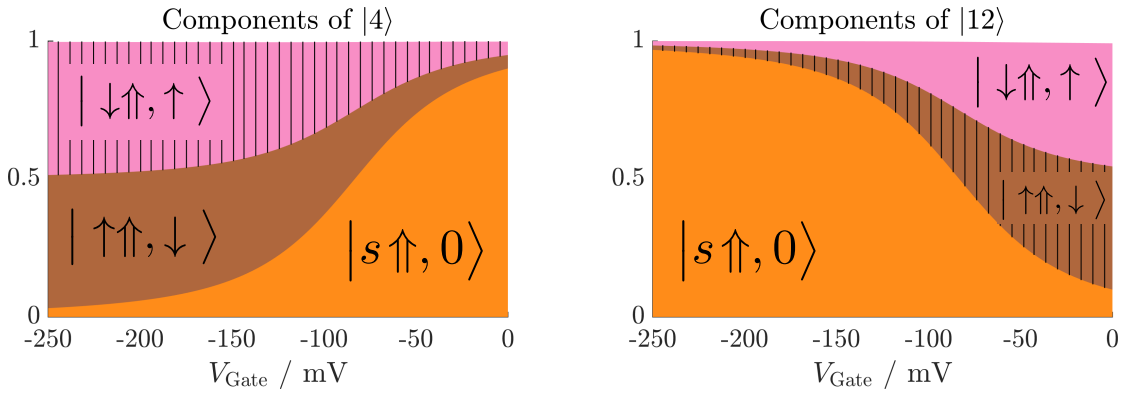 Components of |4⟩
1
0.5
0
|↓⇑,↑⟩
|↑⇑,↓⟩
|s⇑,0⟩
-250 -200 -150 -100 -50 0
V_Gate / mV
Components of |12⟩
1
0.5
0
|↓⇑,↑⟩
|↑⇑,↓⟩
|s⇑,0⟩
-250 -200 -150 -100 -50 0
V_Gate / mV